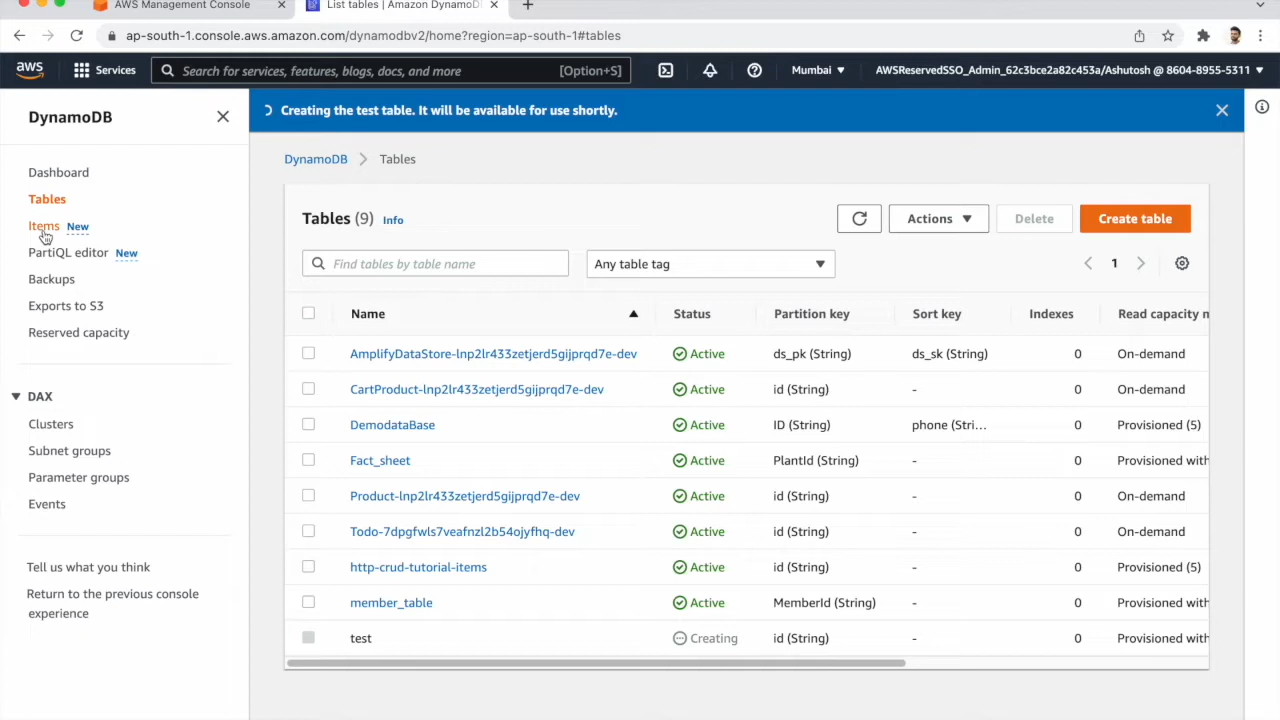 AWS Management Console
List tables | Amazon DynamoD
ap-south-1.console.aws.amazon.com/dynamodbv2/home?region=ap-south-1#tables
aws
Services
Search for services, features, blogs, docs, and more
[Option+S]
Mumbai
AWSReservedSSO_Admin_62c3bce2a82c453a/Ashutosh @ 8604-8955-5311
DynamoDB
Dashboard
Tables
Items New
PartiQL editor New
Backups
Exports to S3
Reserved capacity
DAX
Clusters
Subnet groups
Parameter groups
Events
Tell us what you think
Return to the previous console
experience
Creating the test table. It will be available for use shortly.
DynamoDB
Tables
Tables (9) Info
Actions
Delete
Create table
Find tables by table name
Any table tag
1
Name Status Partition key Sort key Indexes Read capacity m
AmplifyDataStore-lnp2lr433zetjerd5gijprqd7e-dev Active ds_pk (String) ds_sk (String) 0 On-demand
CartProduct-lnp2lr433zetjerd5gijprqd7e-dev Active id (String) - 0 On-demand
DemodataBase Active ID (String) phone (Stri... 0 Provisioned (5)
Fact_sheet Active PlantId (String) - 0 Provisioned with
Product-lnp2lr433zetjerd5gijprqd7e-dev Active id (String) - 0 On-demand
Todo-7dpgfwls7veafnzl2b54ojyfhq-dev Active id (String) - 0 On-demand
http-crud-tutorial-items Active id (String) - 0 Provisioned (5)
member_table Active MemberId (String) - 0 Provisioned with
test Creating id (String) - 0 Provisioned with